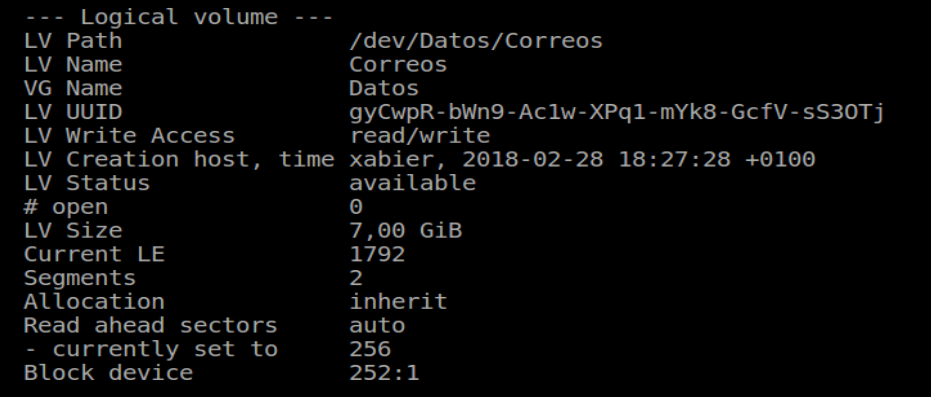 --- Logical volume ---
LV Path                /dev/Datos/Correos
LV Name                Correos
VG Name                Datos
LV UUID                gyCwpR-bWn9-Ac1w-XPq1-mYk8-GcfV-sS3OTj
LV Write Access        read/write
LV Creation host, time xabier, 2018-02-28 18:27:28 +0100
LV Status              available
# open                 0
LV Size                7,00 GiB
Current LE             1792
Segments               2
Allocation             inherit
Read ahead sectors     auto
- currently set to     256
Block device           252:1